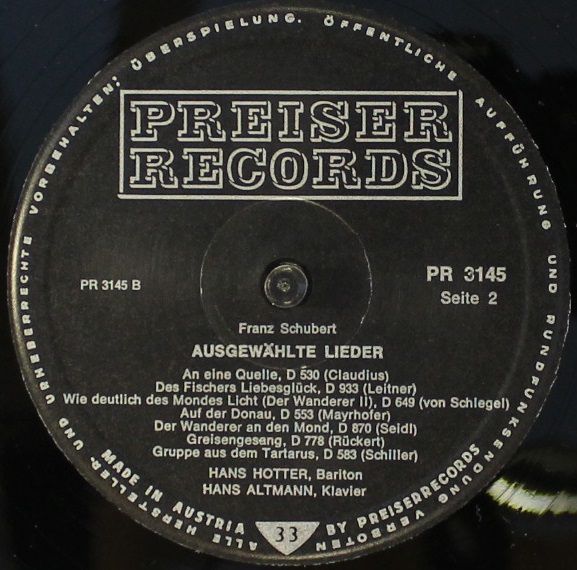 ALLE HERSTELLER- UND URHEBERRECHTE VORBEHALTEN: ÜBERSPIELUNG. ÖFFENTLICHE AUFFÜHRUNG UND RUNDFUNKSENDUNG VERBOTEN
PREISER
RECORDS
PR 3145 B
PR 3145
Seite 2
Franz Schubert
AUSGEWÄHLTE LIEDER
An eine Quelle, D 530 (Claudius)
Des Fischers Liebesglück, D 933 (Leitner)
Wie deutlich des Mondes Licht (Der Wanderer II), D 649 (von Schlegel)
Auf der Donau, D 553 (Mayrhofer)
Der Wanderer an den Mond, D 870 (Seidl)
Greisengesang, D 778 (Rückert)
Gruppe aus dem Tartarus, D 583 (Schiller)
HANS HOTTER, Bariton
HANS ALTMANN, Klavier
MADE IN AUSTRIA BY PREISERRECORDS
33